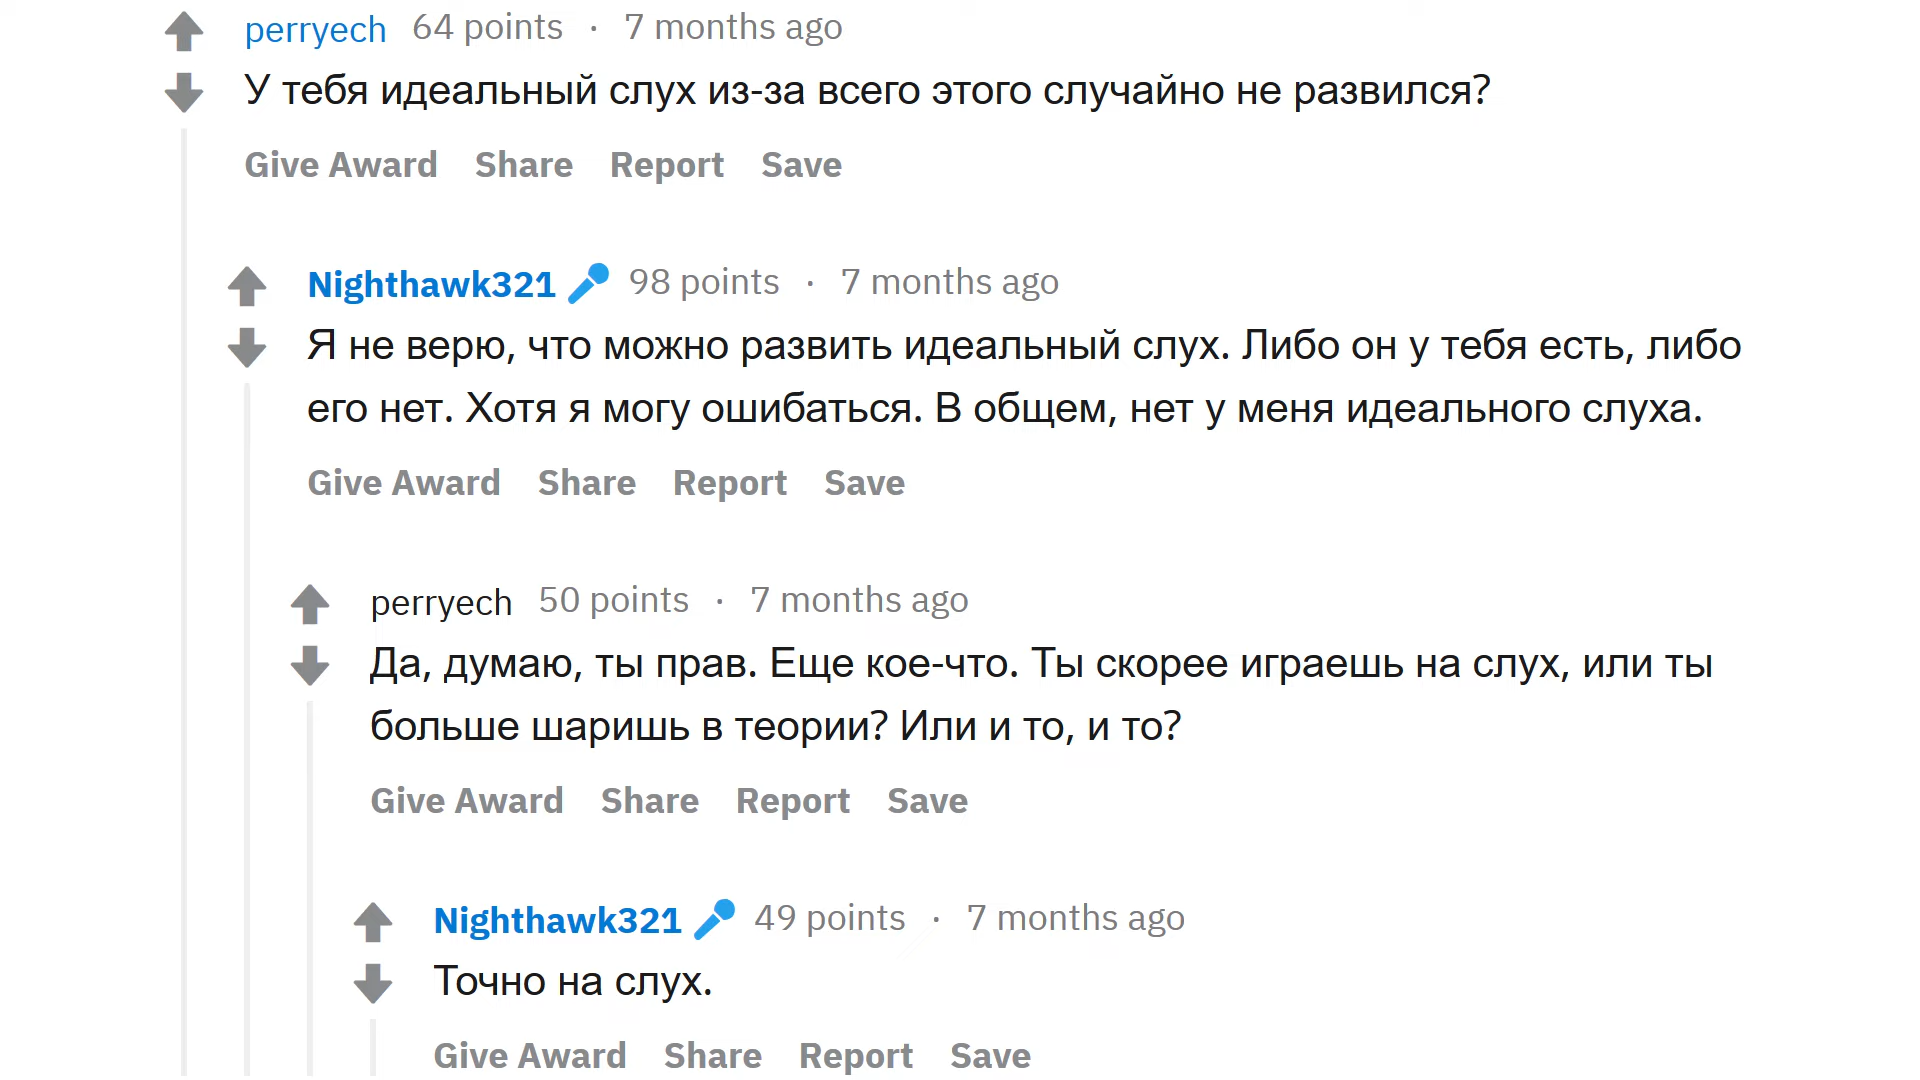 perryech 64 points · 7 months ago
У тебя идеальный слух из-за всего этого случайно не развился?
Give Award Share Report Save
Nighthawk321 98 points · 7 months ago
Я не верю, что можно развить идеальный слух. Либо он у тебя есть, либо
его нет. Хотя я могу ошибаться. В общем, нет у меня идеального слуха.
Give Award Share Report Save
perryech 50 points · 7 months ago
Да, думаю, ты прав. Еще кое-что. Ты скорее играешь на слух, или ты
больше шаришь в теории? Или и то, и то?
Give Award Share Report Save
Nighthawk321 49 points · 7 months ago
Точно на слух.
Give Award Share Report Save